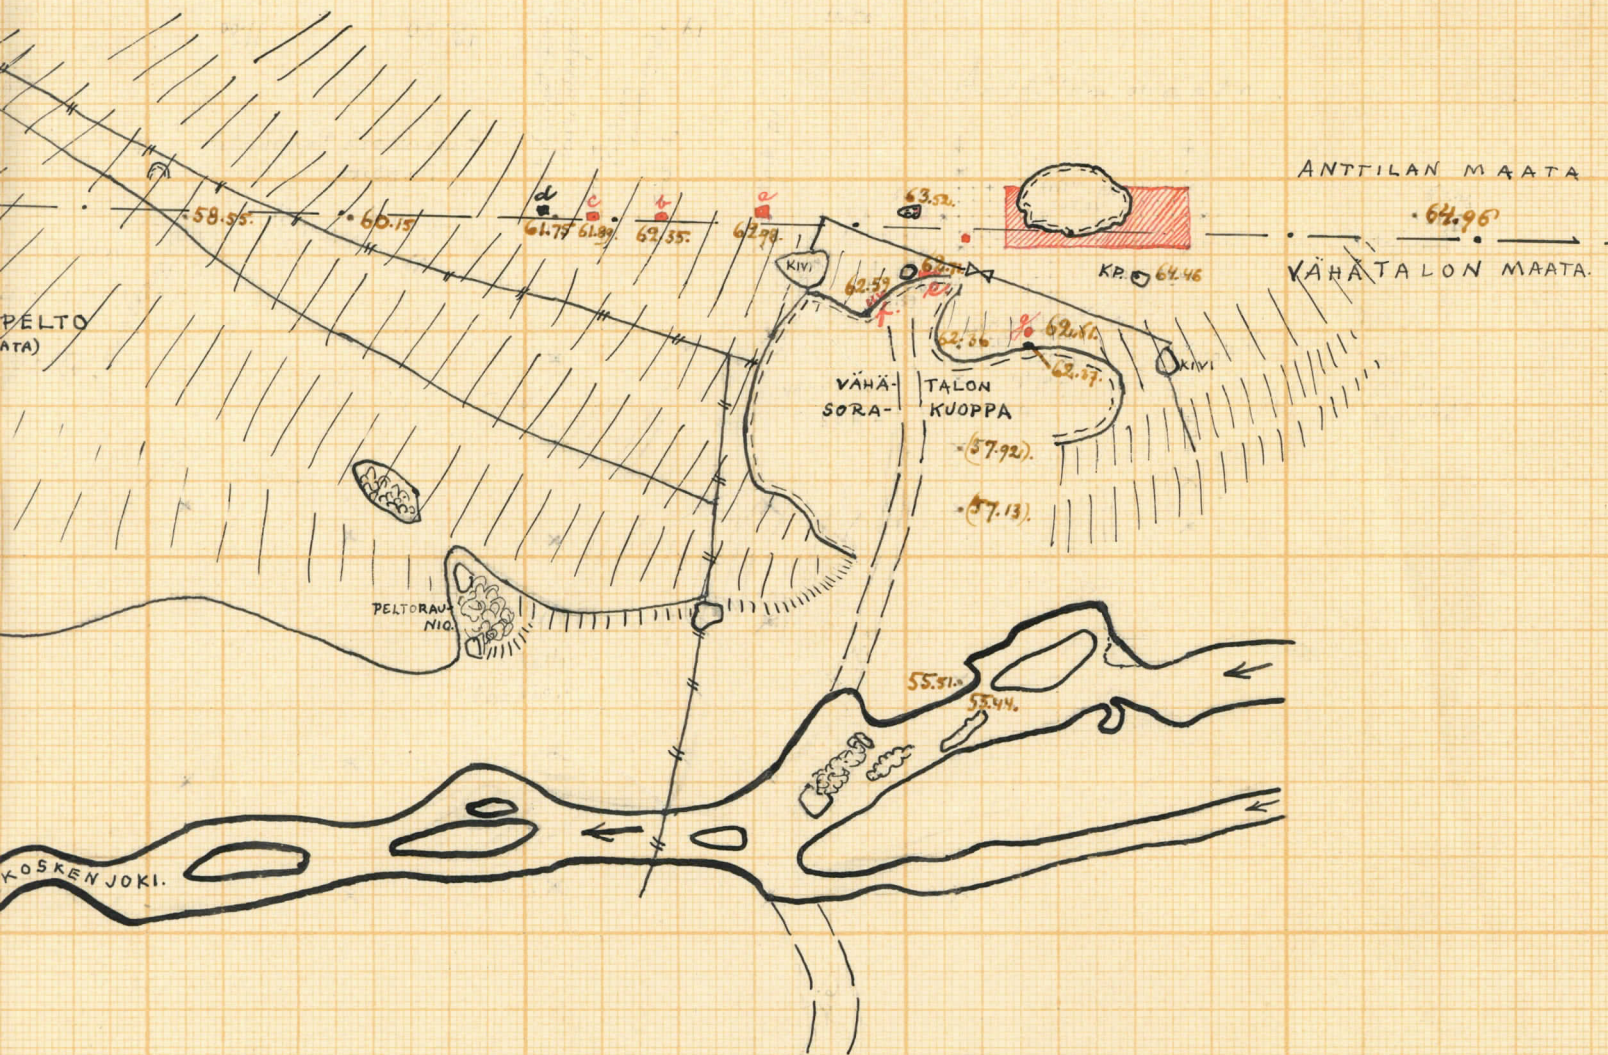 ANTTILAN MAATA
d
c
b
a
63.52.
58.55.
60.15
61.75
61.89.
62.35.
62.98.
64.96
KIVI
KP.
64.46
VÄHÄTALON MAATA.
62.59
f.
e.
PELTO
ATA)
g.
62.36
62.37.
KIVI
VÄHÄ- TALON
SORA- KUOPPA
(57.92).
(57.13).
PELTORAU-
NIO.
55.51.
55.44.
KOSKENJOKI.